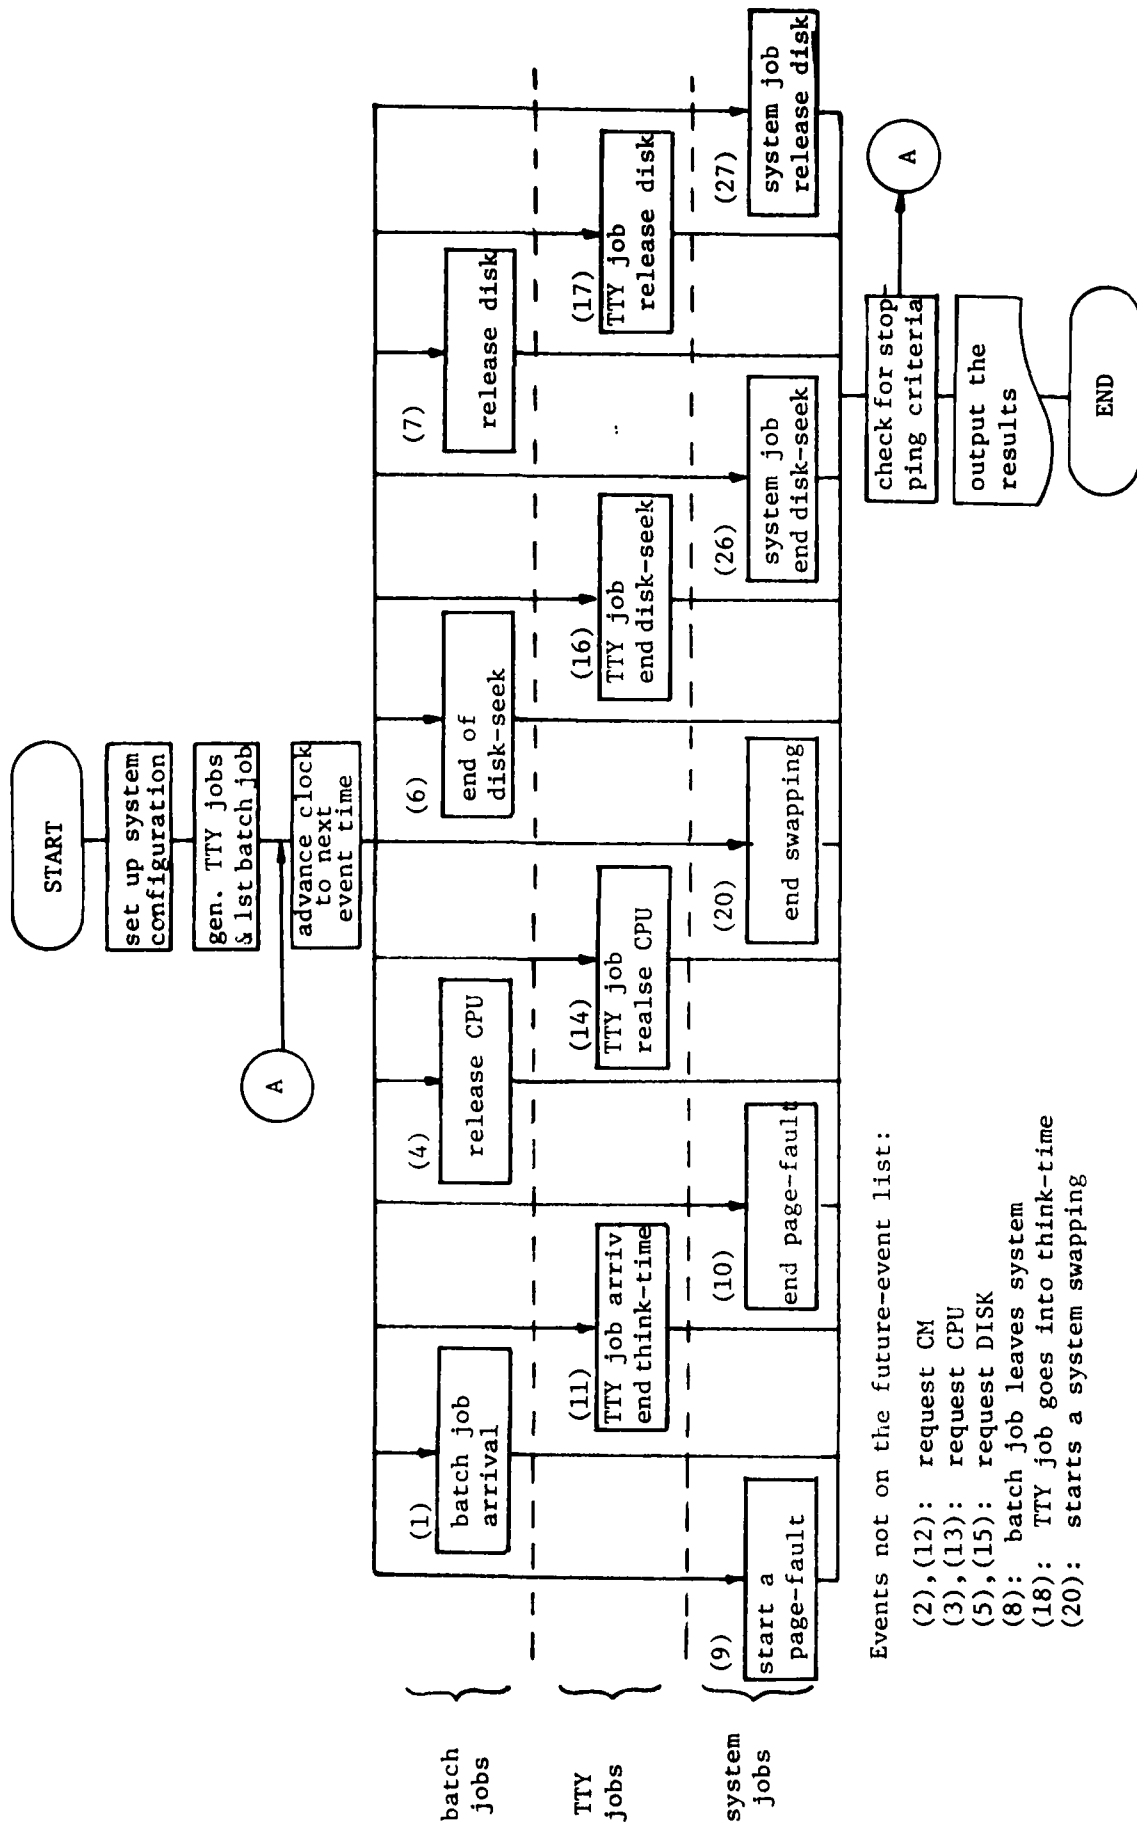 START
set up system
configuration
gen. TTY jobs
& 1st batch job
A
advance clock
to next
event time
batch
jobs
(1)
batch job
arrival
(4)
release CPU
(6)
end of
disk-seek
(7)
release disk
TTY
jobs
(11)
TTY job arriv
end think-time
(14)
TTY job
realse CPU
(16)
TTY job
end disk-seek
(17)
TTY job
release disk
system
jobs
(9)
start a
page-fault
(10)
end page-fault
(20)
end swapping
(26)
system job
end disk-seek
(27)
system job
release disk
check for stop
ping criteria
A
output the
results
END
Events not on the future-event list:
(2),(12): request CM
(3),(13): request CPU
(5),(15): request DISK
(8): batch job leaves system
(18): TTY job goes into think-time
(20): starts a system swapping